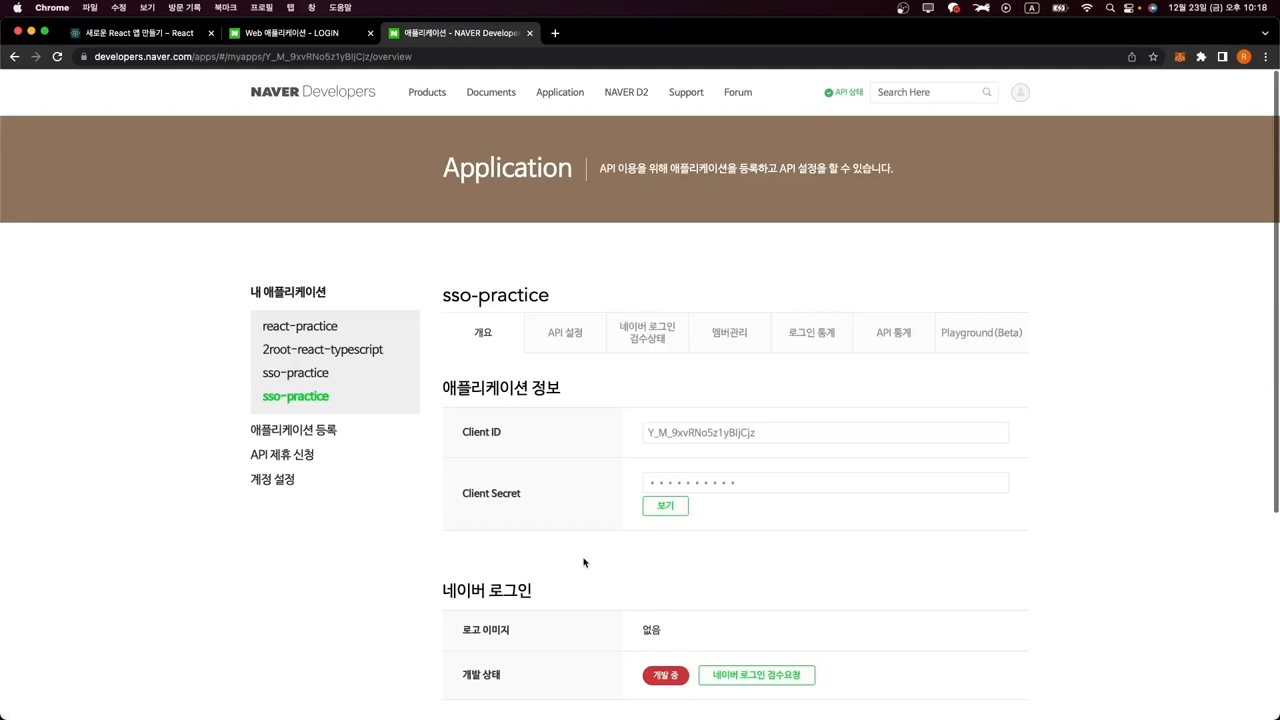 Chrome 파일 수정 보기 방문 기록 북마크 프로필 탭 창 도움말 A 12월 23일 (금) 오후 10:18
새로운 React 앱 만들기 – React
Web 애플리케이션 - LOGIN
애플리케이션 - NAVER Develope
developers.naver.com/apps/#/myapps/Y_M_9xvRNo5z1yBIjCjz/overview
R
NAVER Developers
Products
Documents
Application
NAVER D2
Support
Forum
API 상태
Search Here
Application
API 이용을 위해 애플리케이션을 등록하고 API 설정을 할 수 있습니다.
내 애플리케이션
react-practice
2root-react-typescript
sso-practice
sso-practice
애플리케이션 등록
API 제휴 신청
계정 설정
sso-practice
개요
API 설정
네이버 로그인
검수상태
멤버관리
로그인 통계
API 통계
Playground(Beta)
애플리케이션 정보
Client ID
Y_M_9xvRNo5z1yBIjCjz
Client Secret
보기
네이버 로그인
로고 이미지
없음
개발 상태
개발 중
네이버 로그인 검수요청